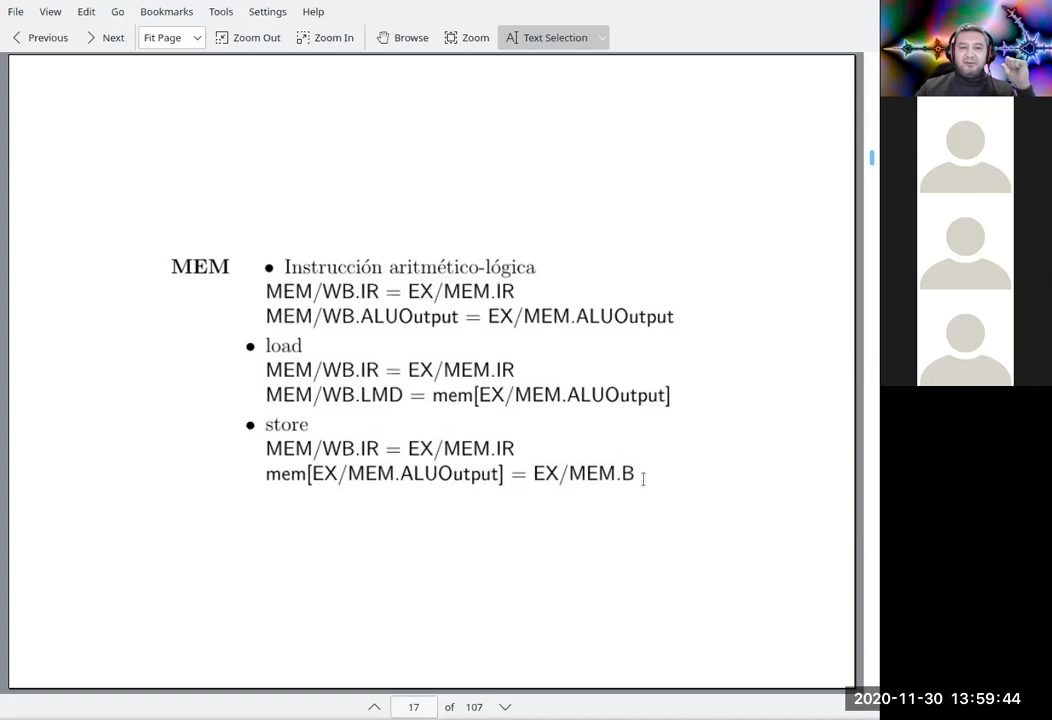 File View Edit Go Bookmarks Tools Settings Help
Previous Next Fit Page Zoom Out Zoom In Browse Zoom Text Selection
MEM • Instrucción aritmético-lógica
MEM/WB.IR = EX/MEM.IR
MEM/WB.ALUOutput = EX/MEM.ALUOutput
• load
MEM/WB.IR = EX/MEM.IR
MEM/WB.LMD = mem[EX/MEM.ALUOutput]
• store
MEM/WB.IR = EX/MEM.IR
mem[EX/MEM.ALUOutput] = EX/MEM.B
17 of 107
2020-11-30 13:59:44